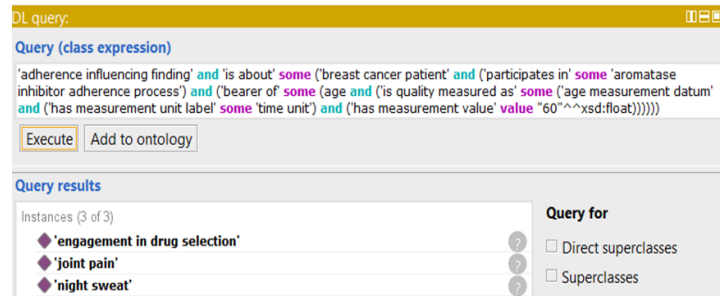 DL query:
Query (class expression)
'adherence influencing finding' and 'is about' some ('breast cancer patient' and ('participates in' some 'aromatase
inhibitor adherence process') and ('bearer of' some (age and ('is quality measured as' some ('age measurement datum'
and ('has measurement unit label' some 'time unit') and ('has measurement value' value "60"^^xsd:float))))))
Execute Add to ontology
Query results
Instances (3 of 3)
Query for
'engagement in drug selection' ?
Direct superclasses
'joint pain' ?
Superclasses
'night sweat' ?